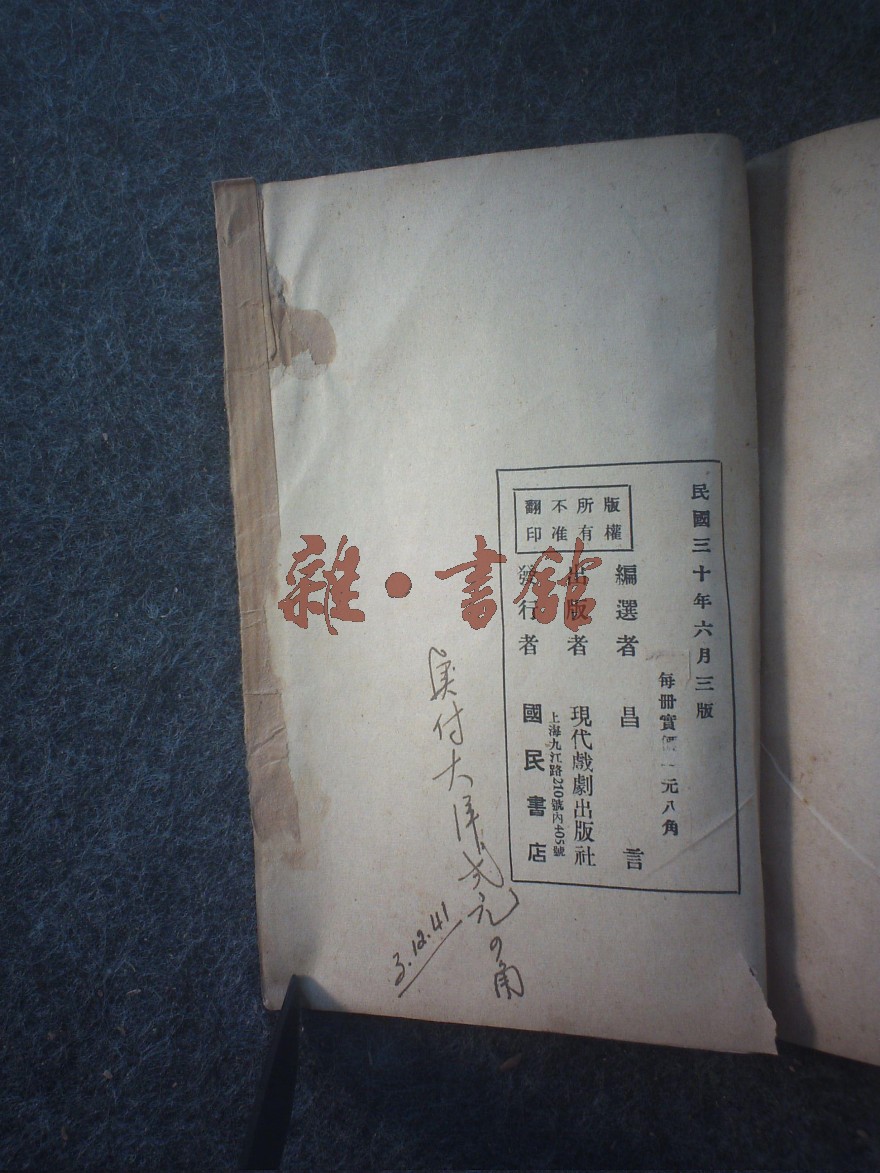 民國三十年六月三版
每冊實價一元八角
版權
所有
不准
翻印
編選者 昌言
出版者 現代戲劇出版社
上海九江路210號內405號
發行者 國民書店
雜·書館
實付大洋弍元の角
3.12.41